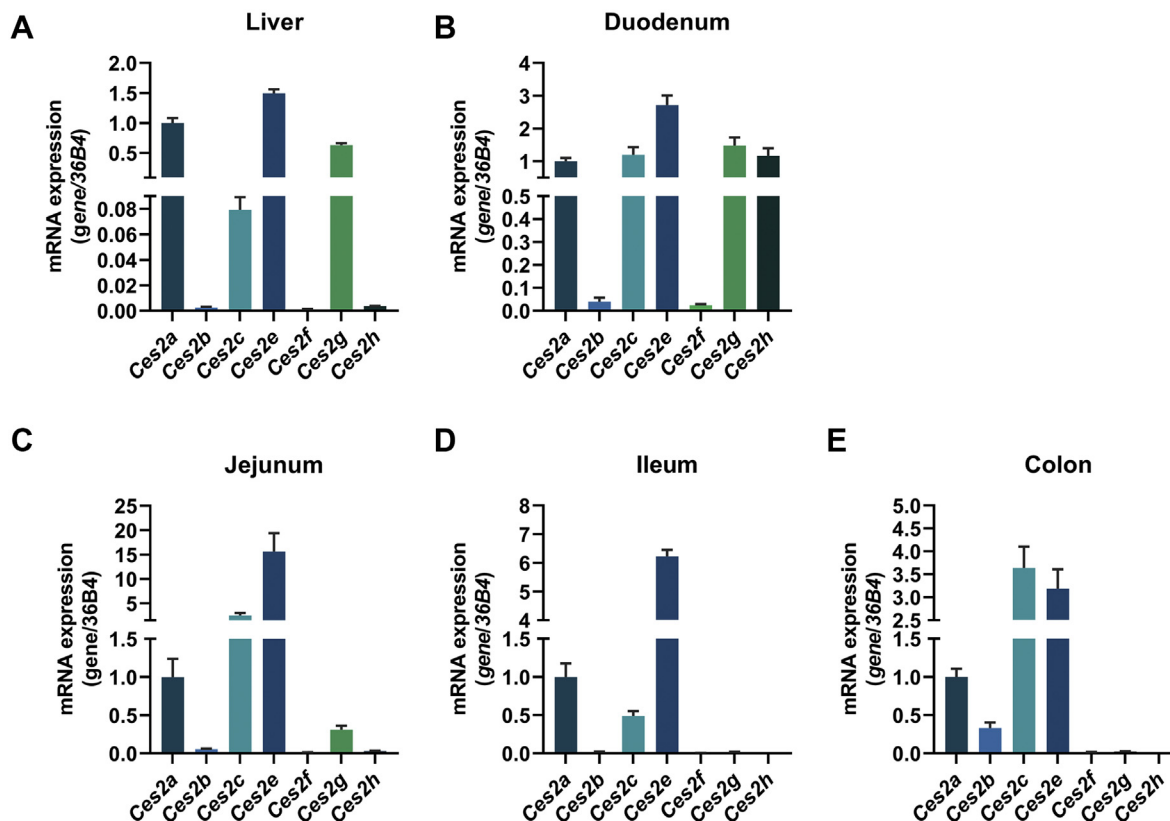 A
Liver
mRNA expression
(gene/36B4)
2.0
1.5
1.0
0.5
0.08
0.06
0.04
0.02
0.00
Ces2a
Ces2b
Ces2c
Ces2e
Ces2f
Ces2g
Ces2h
B
Duodenum
mRNA expression
(gene/36B4)
4
3
2
1
0.5
0.4
0.3
0.2
0.1
0.0
Ces2a
Ces2b
Ces2c
Ces2e
Ces2f
Ces2g
Ces2h
C
Jejunum
mRNA expression
(gene/36B4)
25
20
15
10
5
1.5
1.0
0.5
0.0
Ces2a
Ces2b
Ces2c
Ces2e
Ces2f
Ces2g
Ces2h
D
Ileum
mRNA expression
(gene/36B4)
8
7
6
5
4
1.5
1.0
0.5
0.0
Ces2a
Ces2b
Ces2c
Ces2e
Ces2f
Ces2g
Ces2h
E
Colon
mRNA expression
(gene/36B4)
5.0
4.5
4.0
3.5
3.0
2.5
1.5
1.0
0.5
0.0
Ces2a
Ces2b
Ces2c
Ces2e
Ces2f
Ces2g
Ces2h